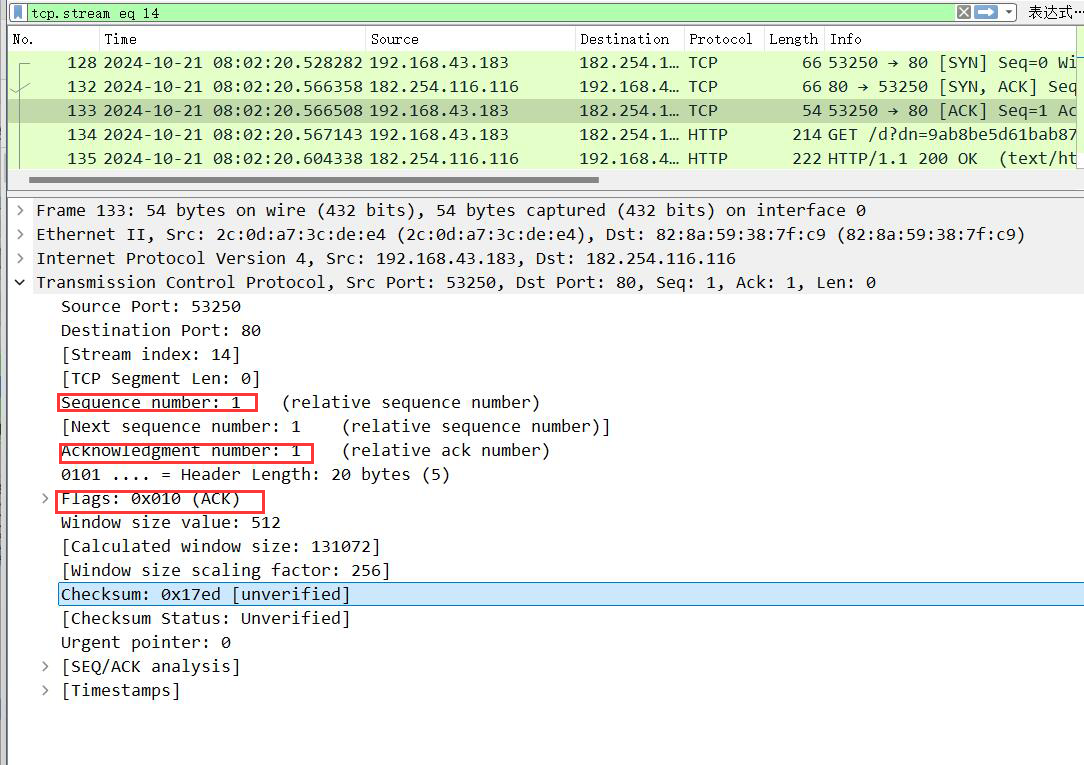 tcp.stream eq 14 表达式…
No. Time Source Destination Protocol Length Info
128 2024-10-21 08:02:20.528282 192.168.43.183 182.254.1… TCP 66 53250 → 80 [SYN] Seq=0 Wi
132 2024-10-21 08:02:20.566358 182.254.116.116 192.168.4… TCP 66 80 → 53250 [SYN, ACK] Seq
133 2024-10-21 08:02:20.566508 192.168.43.183 182.254.1… TCP 54 53250 → 80 [ACK] Seq=1 Ac
134 2024-10-21 08:02:20.567143 192.168.43.183 182.254.1… HTTP 214 GET /d?dn=9ab8be5d61bab87
135 2024-10-21 08:02:20.604338 182.254.116.116 192.168.4… HTTP 222 HTTP/1.1 200 OK (text/ht
Frame 133: 54 bytes on wire (432 bits), 54 bytes captured (432 bits) on interface 0
Ethernet II, Src: 2c:0d:a7:3c:de:e4 (2c:0d:a7:3c:de:e4), Dst: 82:8a:59:38:7f:c9 (82:8a:59:38:7f:c9)
Internet Protocol Version 4, Src: 192.168.43.183, Dst: 182.254.116.116
Transmission Control Protocol, Src Port: 53250, Dst Port: 80, Seq: 1, Ack: 1, Len: 0
Source Port: 53250
Destination Port: 80
[Stream index: 14]
[TCP Segment Len: 0]
Sequence number: 1 (relative sequence number)
[Next sequence number: 1 (relative sequence number)]
Acknowledgment number: 1 (relative ack number)
0101 .... = Header Length: 20 bytes (5)
Flags: 0x010 (ACK)
Window size value: 512
[Calculated window size: 131072]
[Window size scaling factor: 256]
Checksum: 0x17ed [unverified]
[Checksum Status: Unverified]
Urgent pointer: 0
[SEQ/ACK analysis]
[Timestamps]